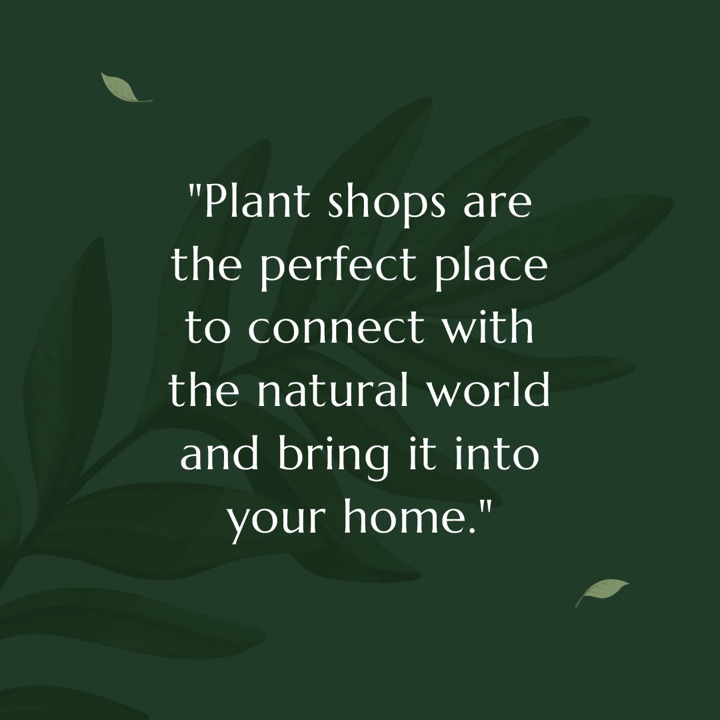 "Plant shops are
the perfect place
to connect with
the natural world
and bring it into
your home."